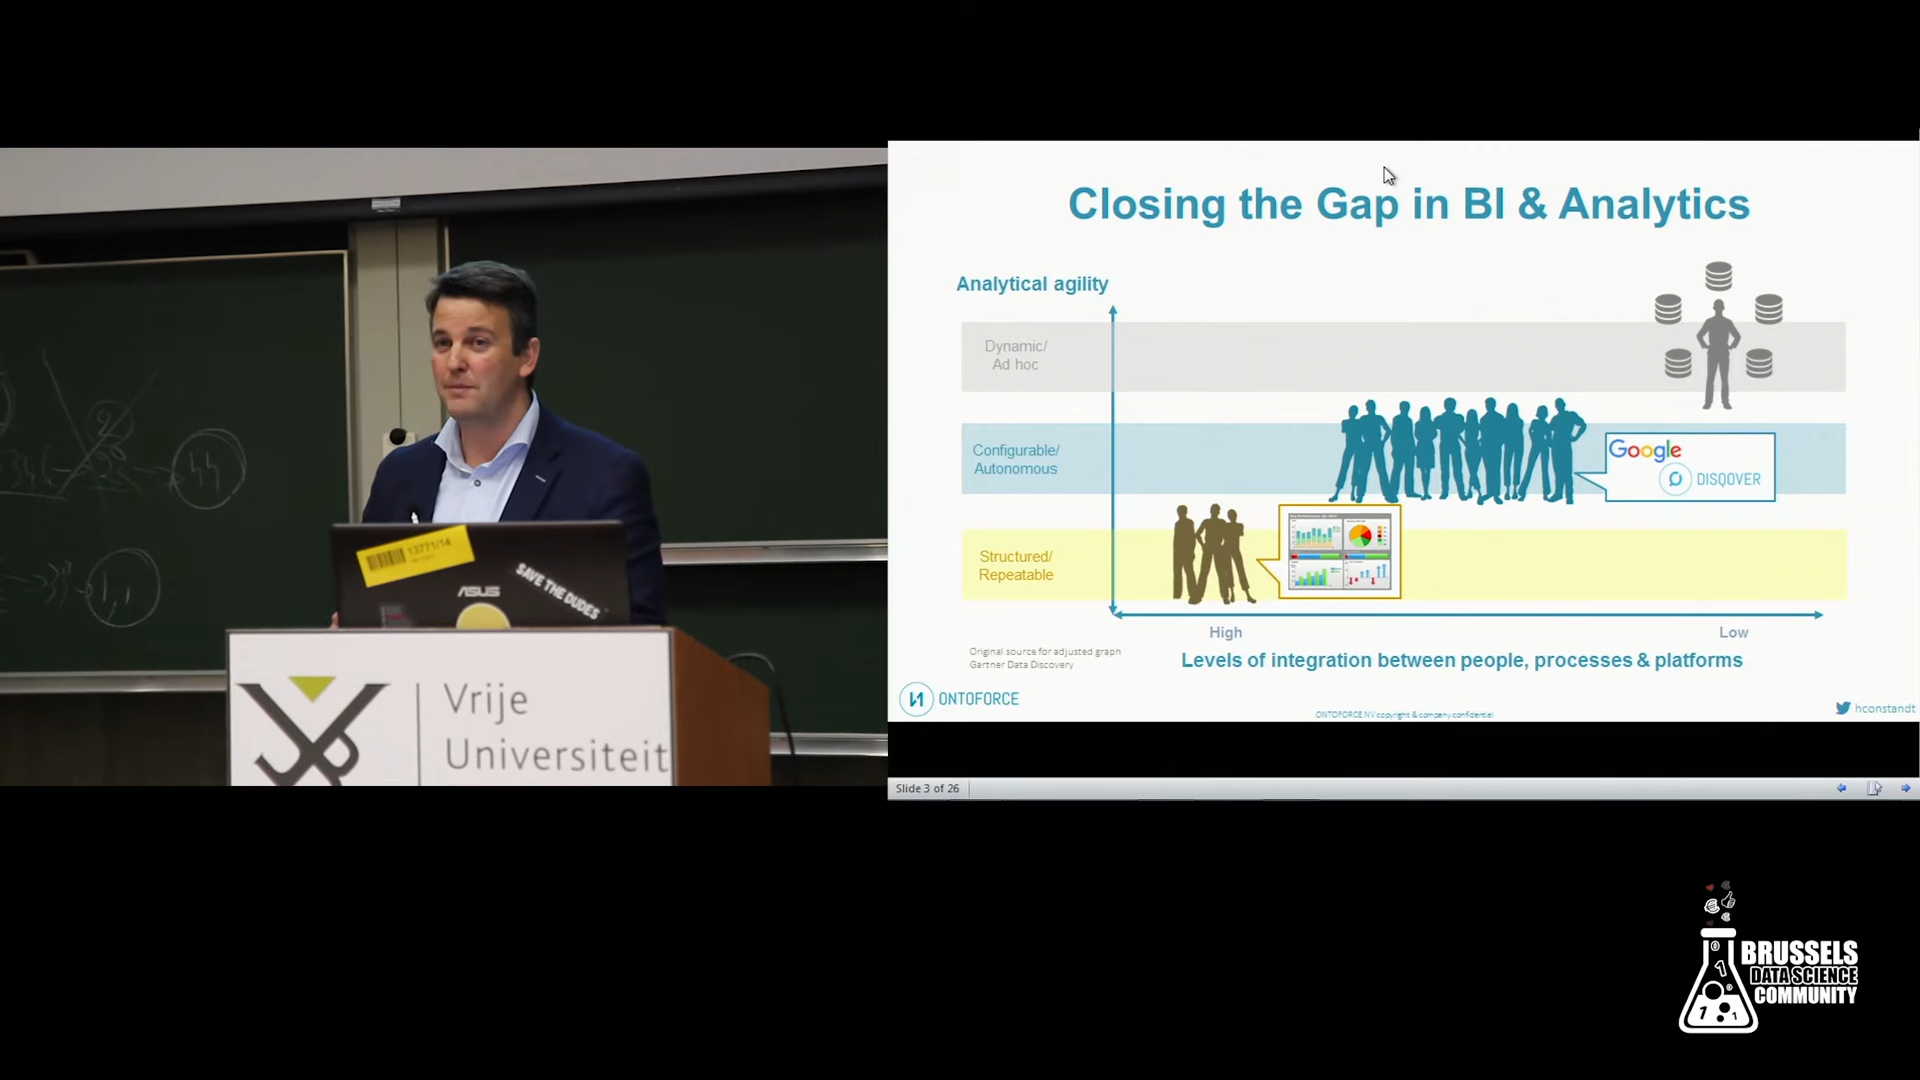 Closing the Gap in BI & Analytics
Analytical agility
Dynamic/
Ad hoc
Configurable/
Autonomous
Google
DISQOVER
Structured/
Repeatable
High
Low
Original source for adjusted graph
Gartner Data Discovery
Levels of integration between people, processes & platforms
ONTOFORCE
ONTOFORCE NV copyright & company confidential
hconstandt
Slide 3 of 26
13771/14
ASUS
SAVE THE DUDES
Vrije
Universiteit
BRUSSELS
DATA SCIENCE
COMMUNITY